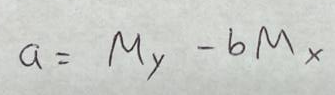 a = My - bMx